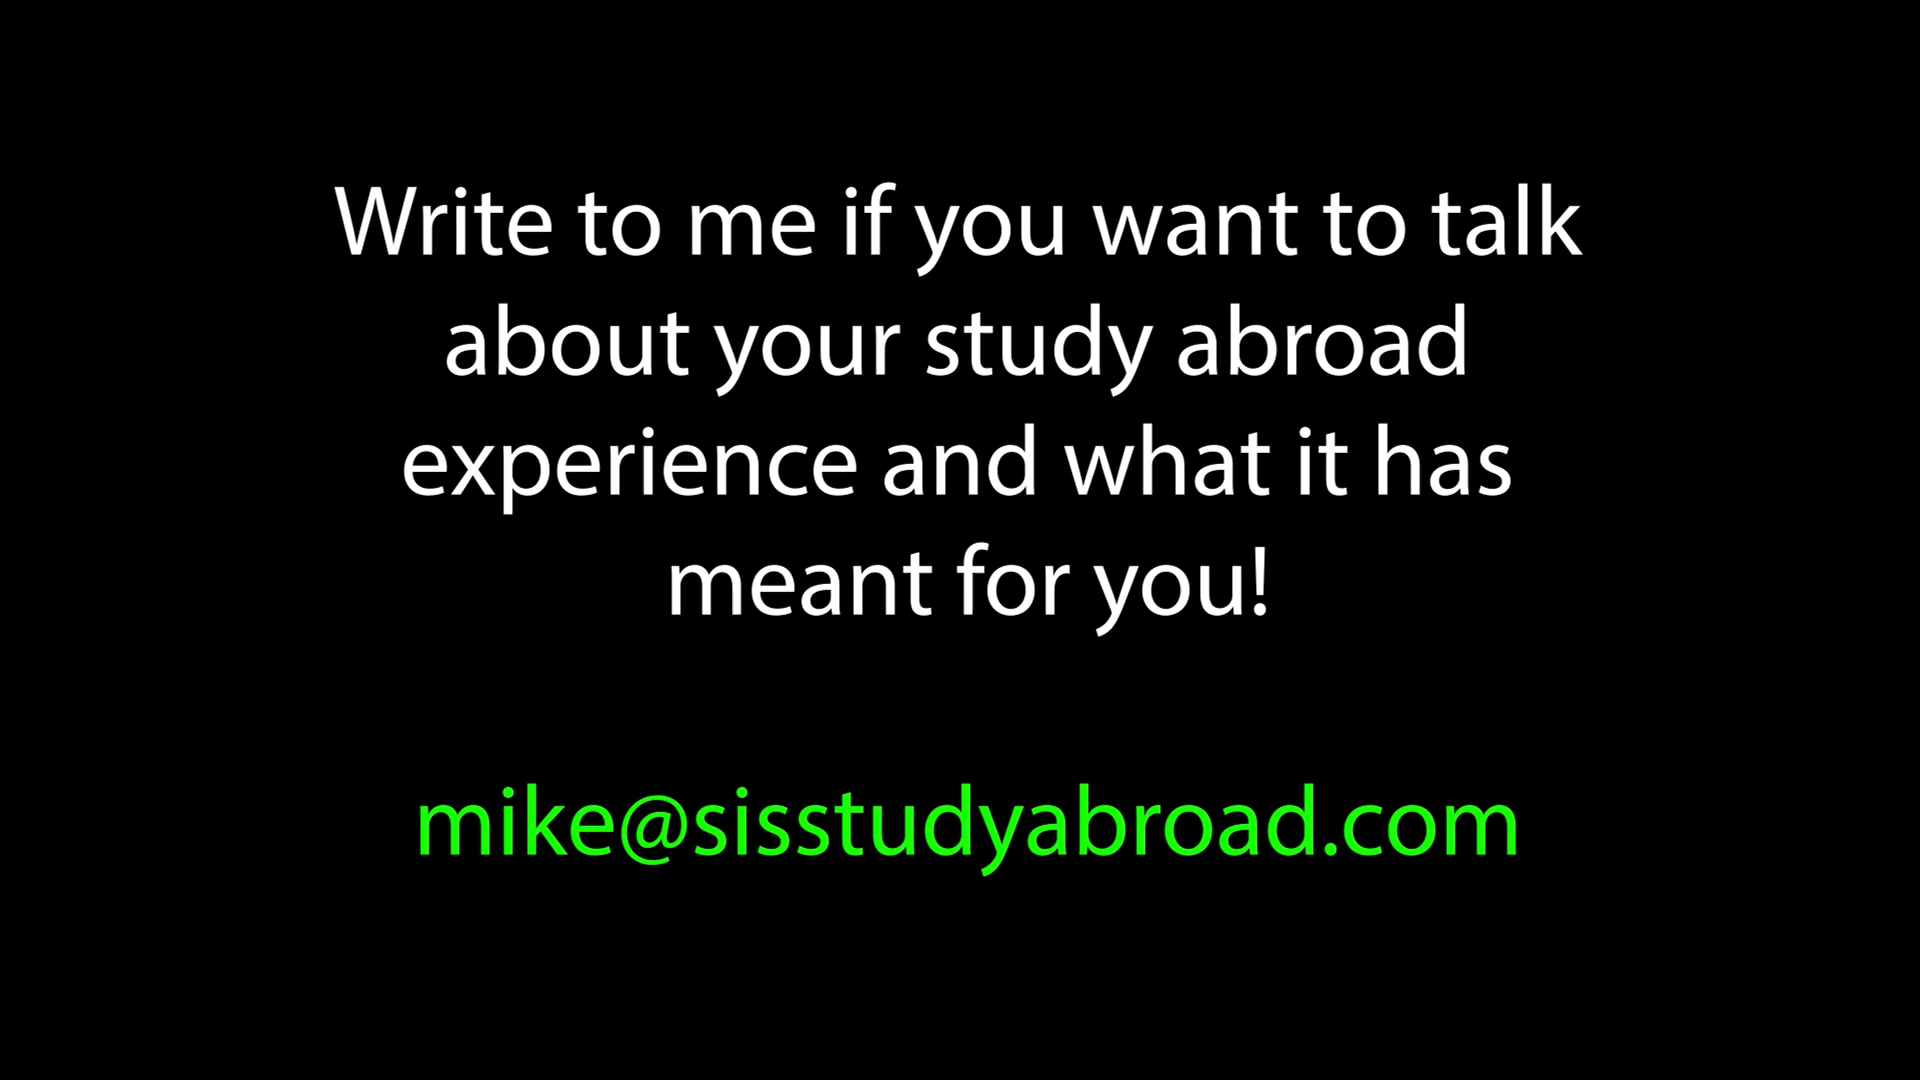 Write to me if you want to talk
about your study abroad
experience and what it has
meant for you!
mike@sisstudyabroad.com